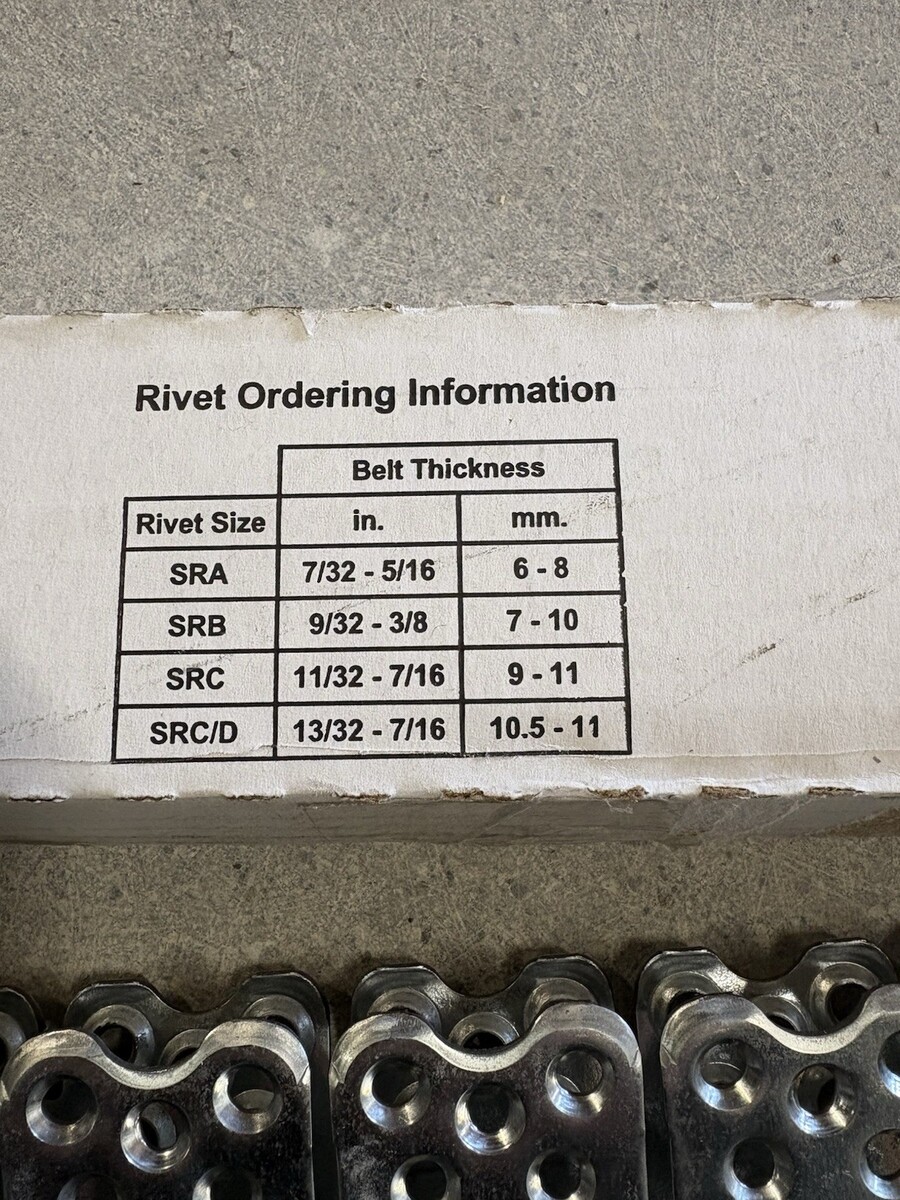 Rivet Ordering Information
Belt Thickness
Rivet Size in. mm.
SRA 7/32 - 5/16 6 - 8
SRB 9/32 - 3/8 7 - 10
SRC 11/32 - 7/16 9 - 11
SRC/D 13/32 - 7/16 10.5 - 11